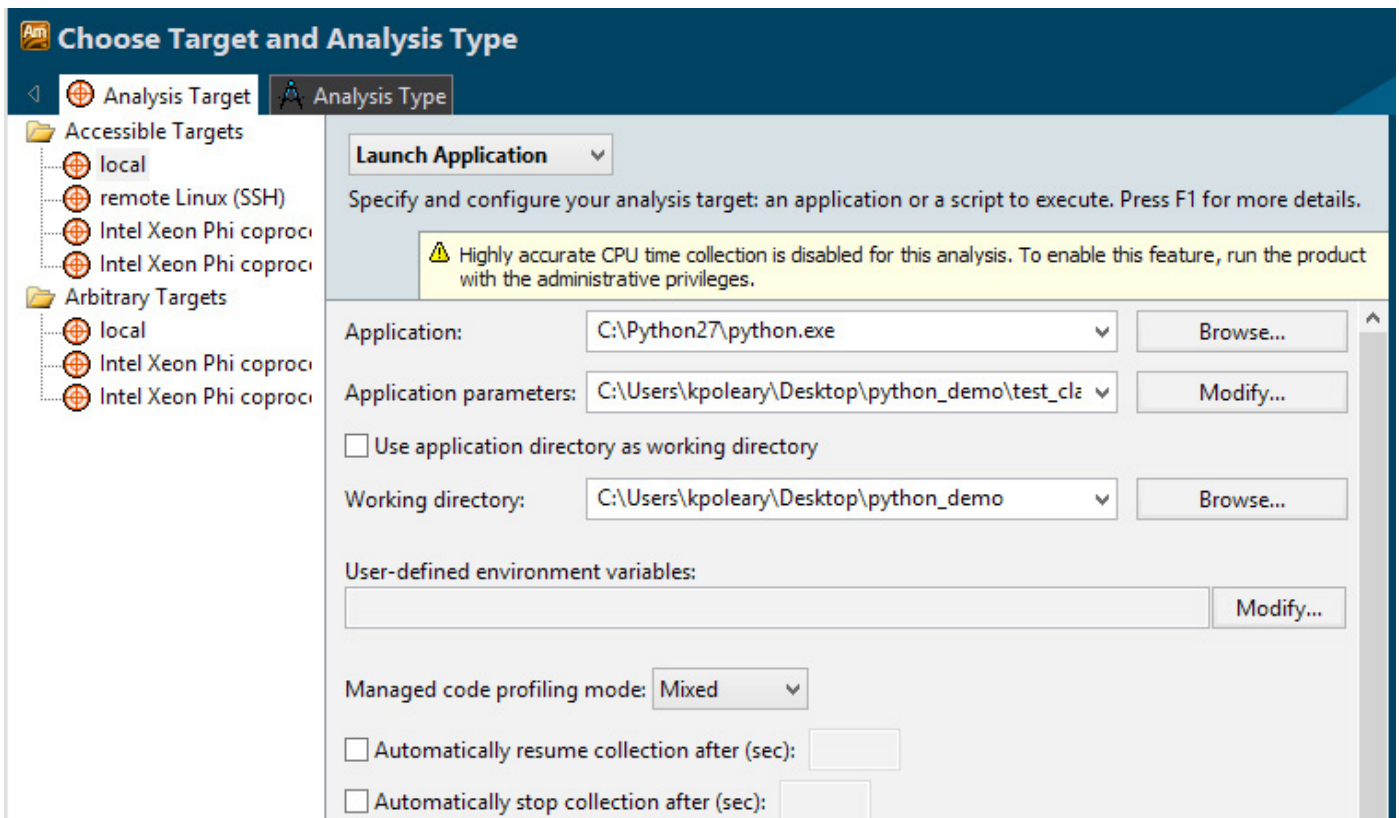 Am
Choose Target and Analysis Type
Analysis Target
Analysis Type
Accessible Targets
local
remote Linux (SSH)
Intel Xeon Phi coproc
Intel Xeon Phi coproc
Arbitrary Targets
local
Intel Xeon Phi coproc
Intel Xeon Phi coproc
Launch Application
Specify and configure your analysis target: an application or a script to execute. Press F1 for more details.
Highly accurate CPU time collection is disabled for this analysis. To enable this feature, run the product
with the administrative privileges.
Application: C:\Python27\python.exe Browse...
Application parameters: C:\Users\kpoleary\Desktop\python_demo\test_cla Modify...
Use application directory as working directory
Working directory: C:\Users\kpoleary\Desktop\python_demo Browse...
User-defined environment variables:
Modify...
Managed code profiling mode: Mixed
Automatically resume collection after (sec):
Automatically stop collection after (sec):